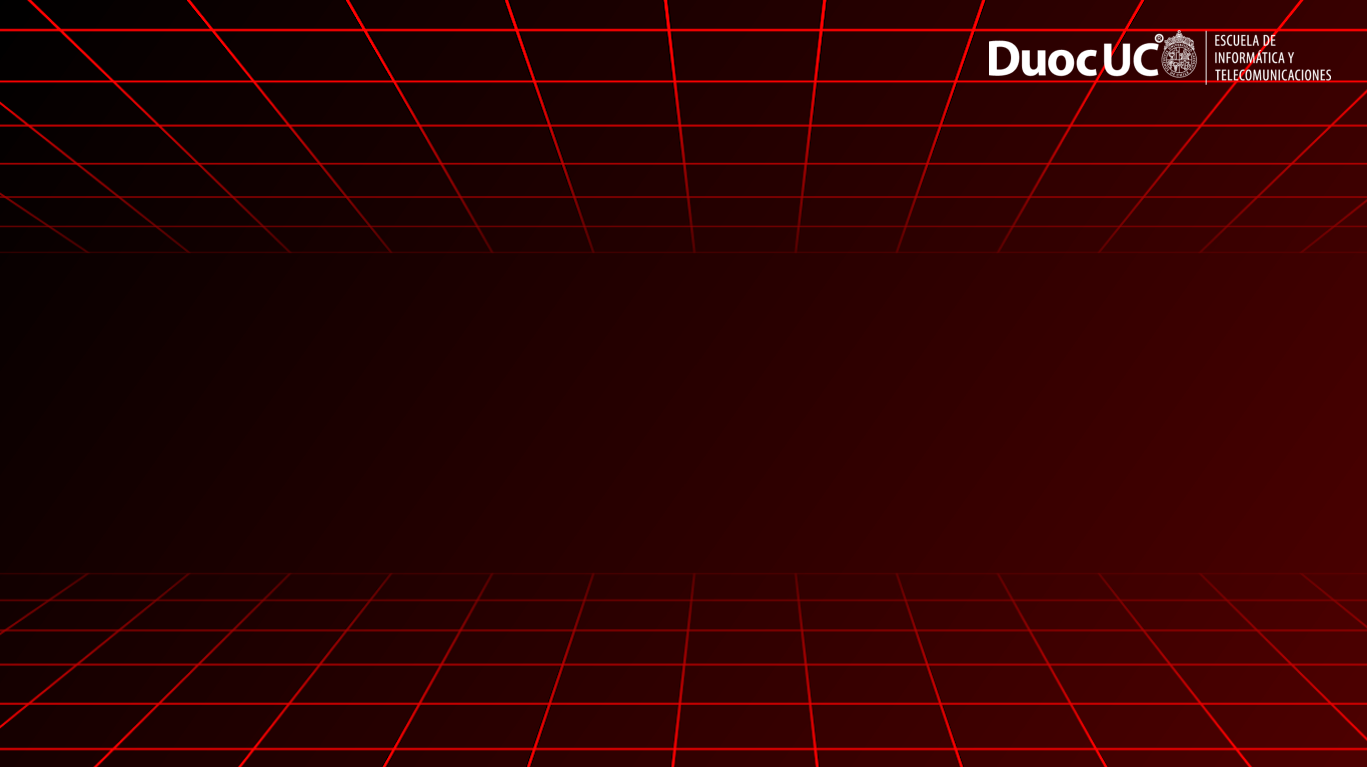 DuocUC®
ESCUELA DE
INFORMÁTICA Y
TELECOMUNICACIONES